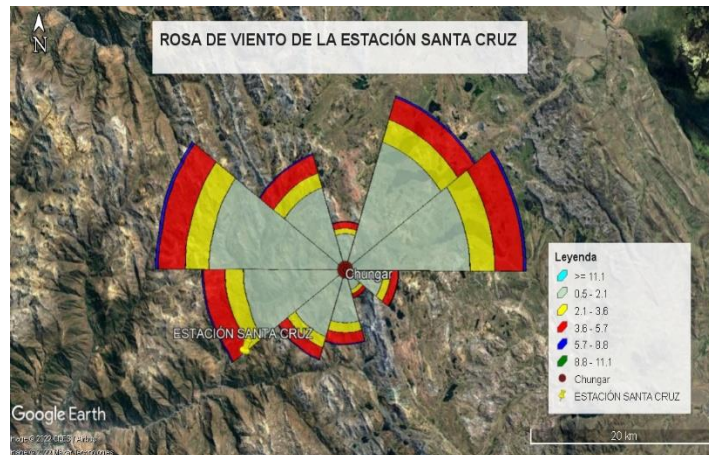 N
ROSA DE VIENTO DE LA ESTACIÓN SANTA CRUZ
Chungar
ESTACIÓN SANTA CRUZ
Leyenda
>= 11.1
0.5 - 2.1
2.1 - 3.6
3.6 - 5.7
5.7 - 8.8
8.8 - 11.1
Chungar
ESTACIÓN SANTA CRUZ
Google Earth
20 km